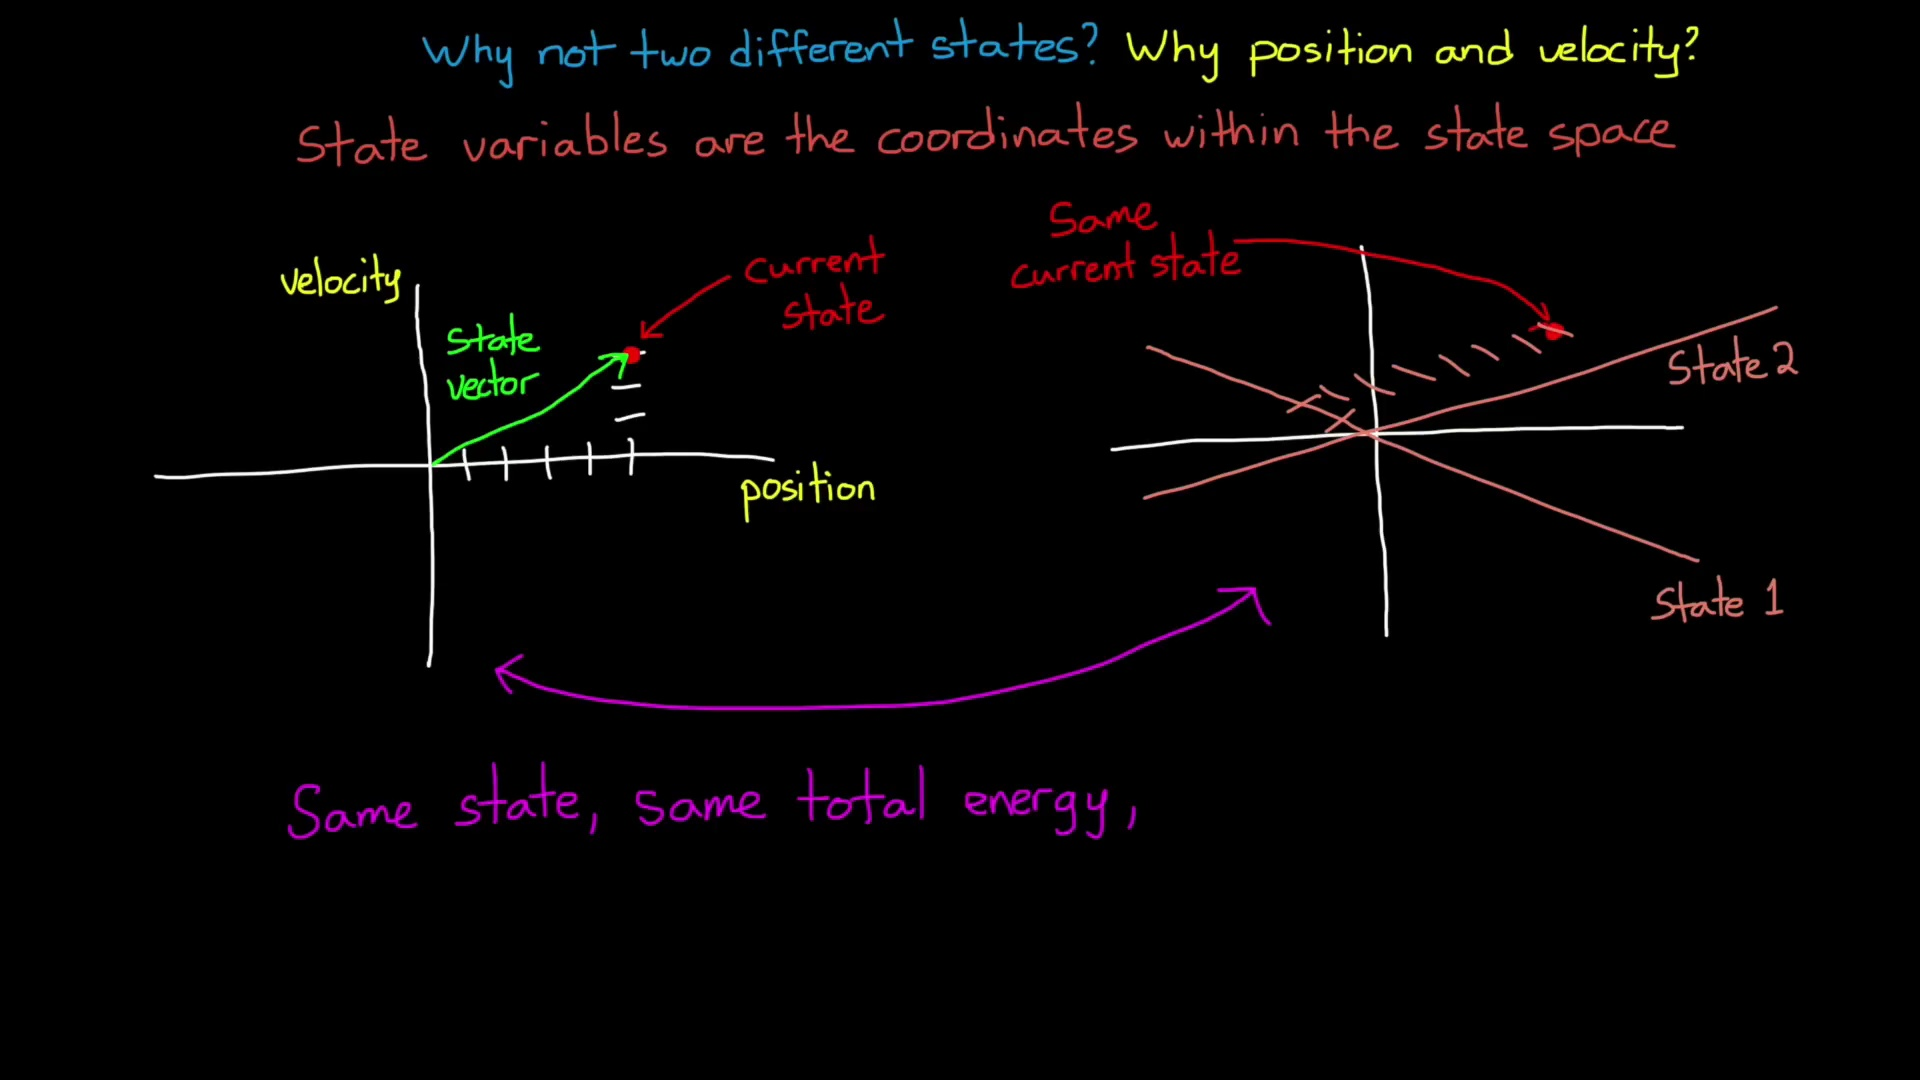 Why not two different states? Why position and velocity?
State variables are the coordinates within the state space
velocity
State
vector
current
state
position
Same
current state
State 2
State 1
Same state, same total energy,